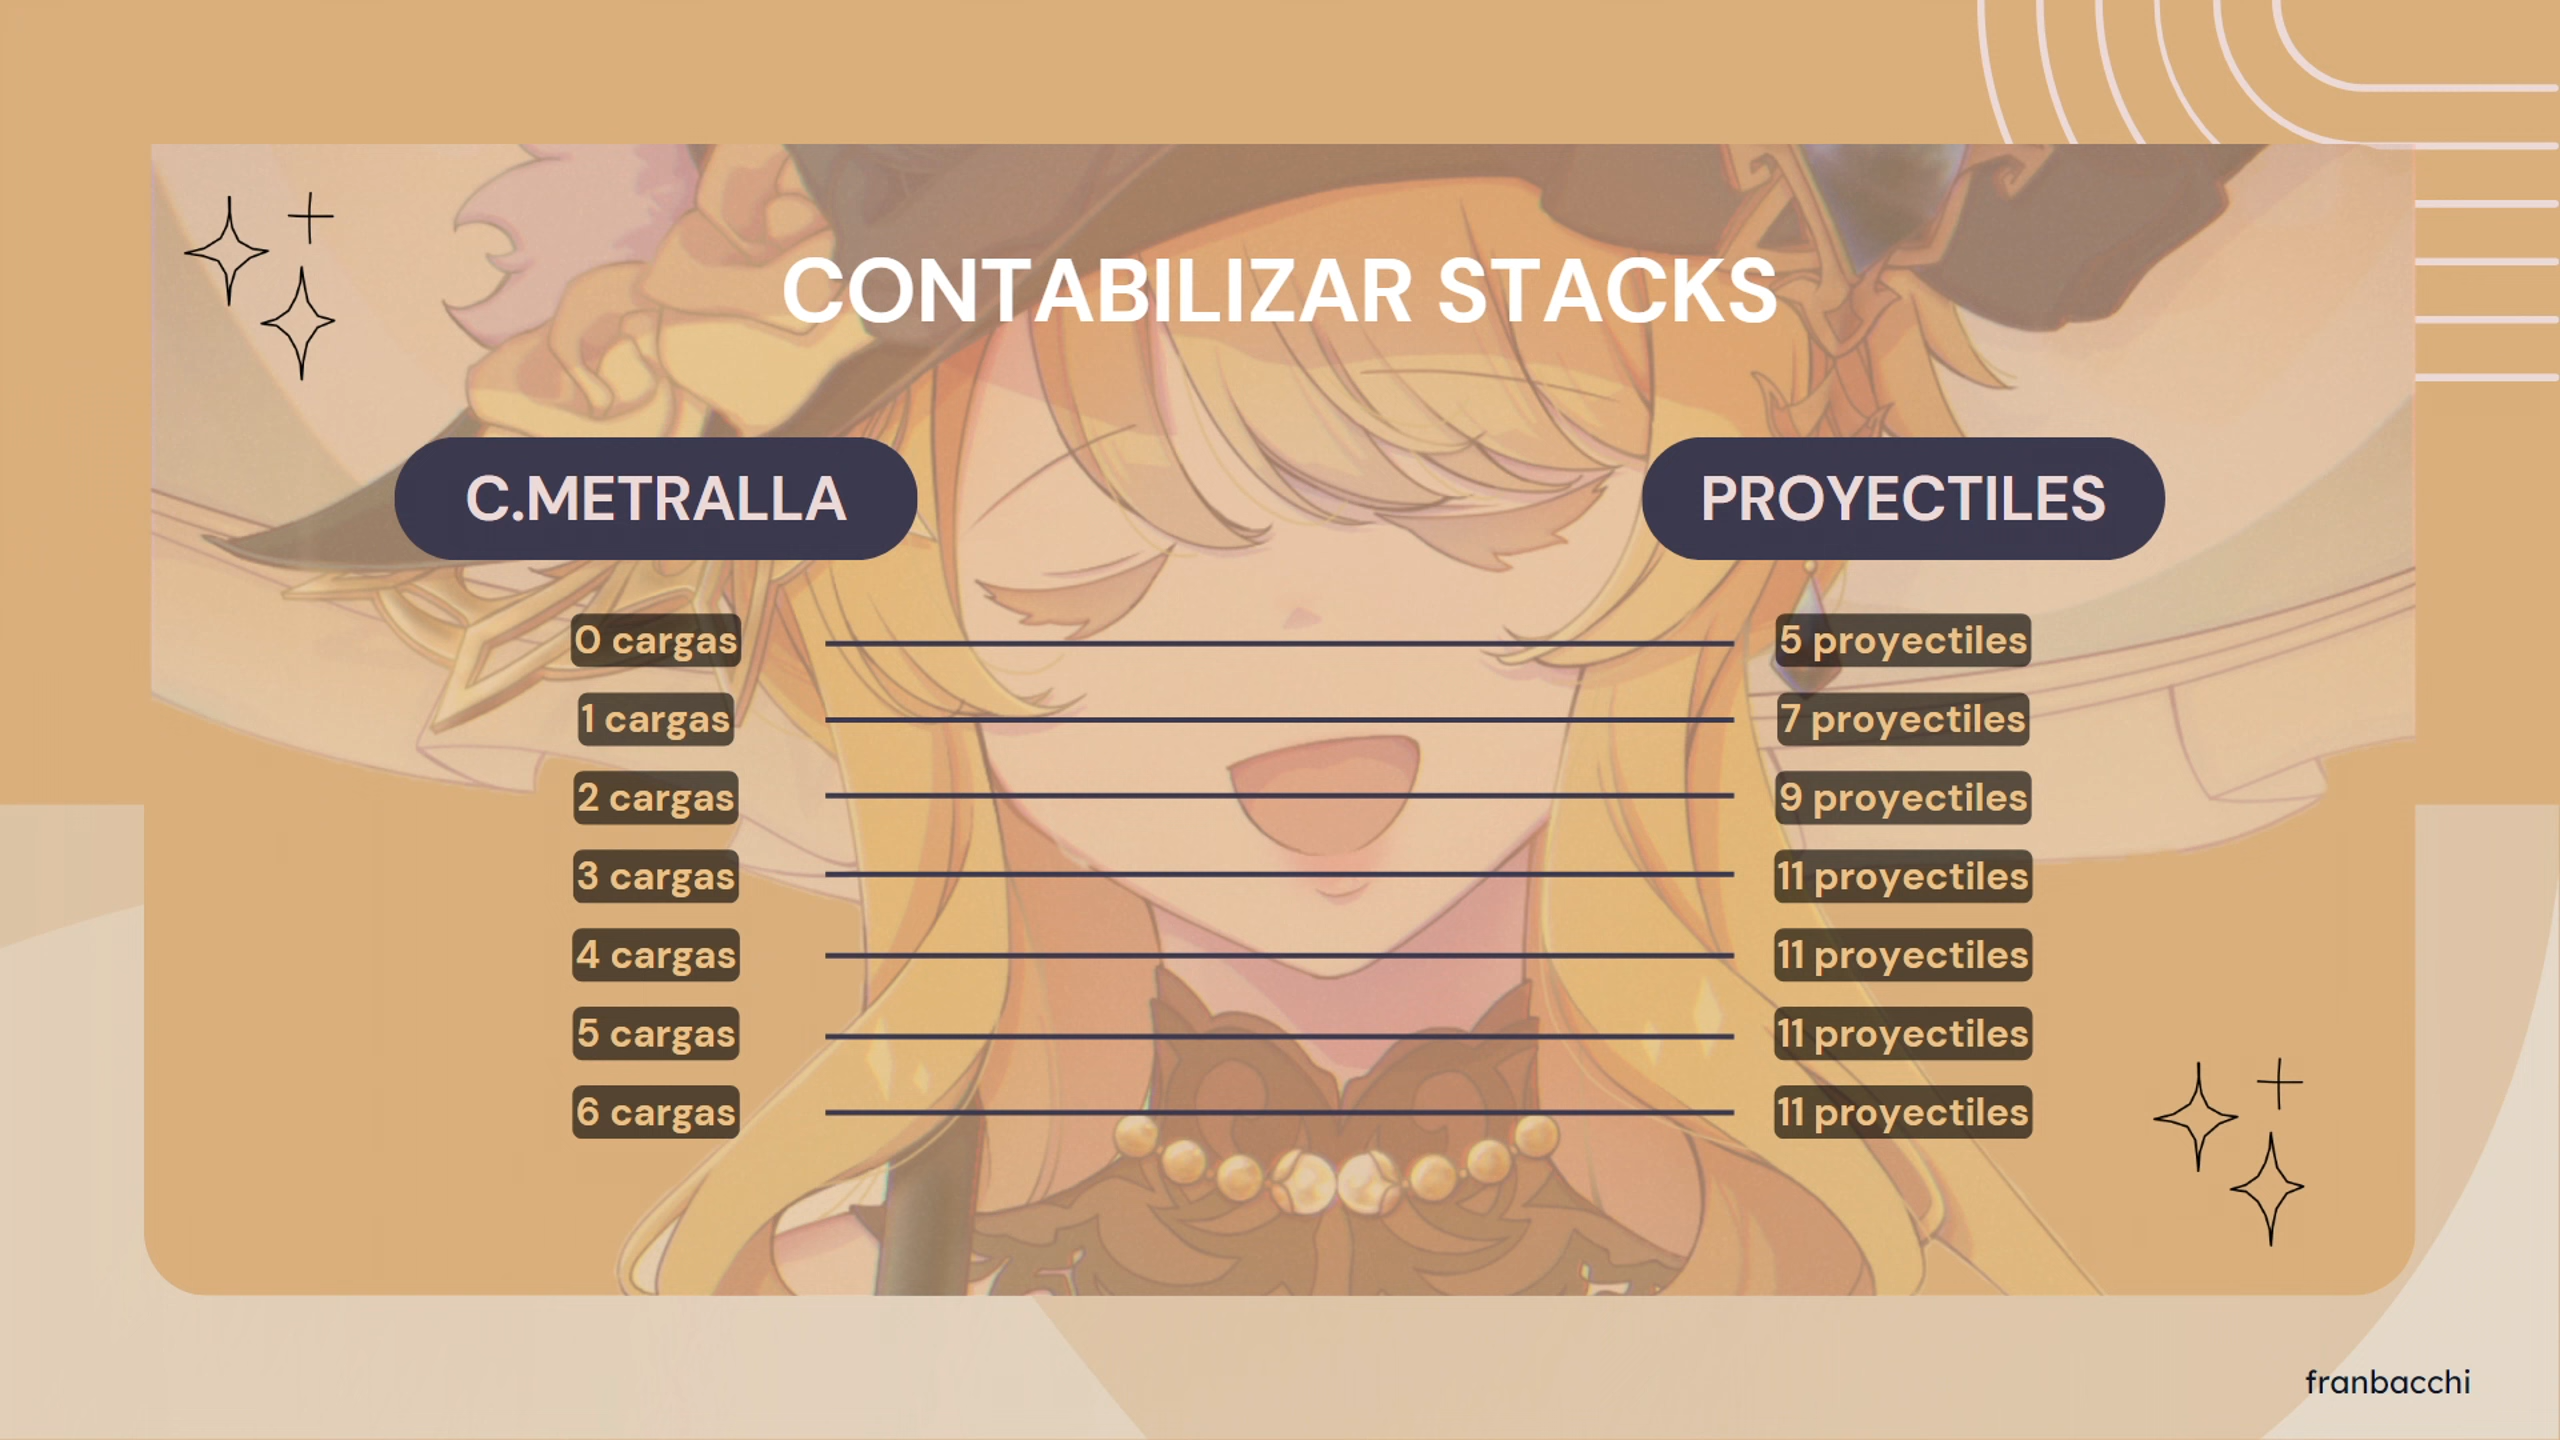 CONTABILIZAR STACKS
C.METRALLA PROYECTILES
0 cargas 5 proyectiles
1 cargas 7 proyectiles
2 cargas 9 proyectiles
3 cargas 11 proyectiles
4 cargas 11 proyectiles
5 cargas 11 proyectiles
6 cargas 11 proyectiles
franbacchi